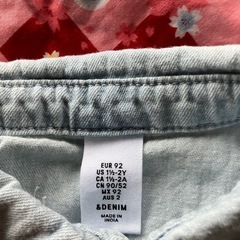 EUR 92
US 1½-2Y
CA 1½-2A
CN 90/52
MX 92
AUS 2
&DENIM
MADE IN
INDIA